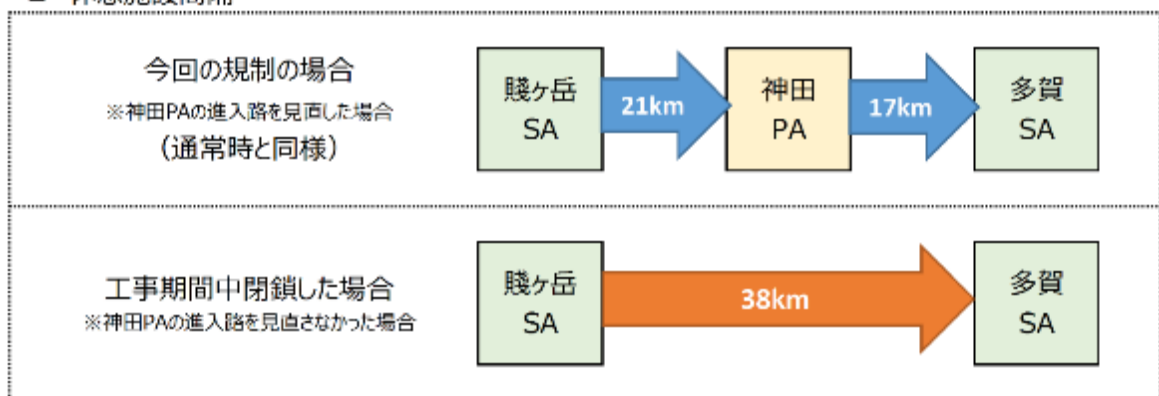 今回の規制の場合
※神田PAの進入路を見直した場合
(通常時と同様)
賤ヶ岳
SA
21km
神田
PA
17km
多賀
SA
工事期間中閉鎖した場合
※神田PAの進入路を見直さなかった場合
賤ヶ岳
SA
38km
多賀
SA